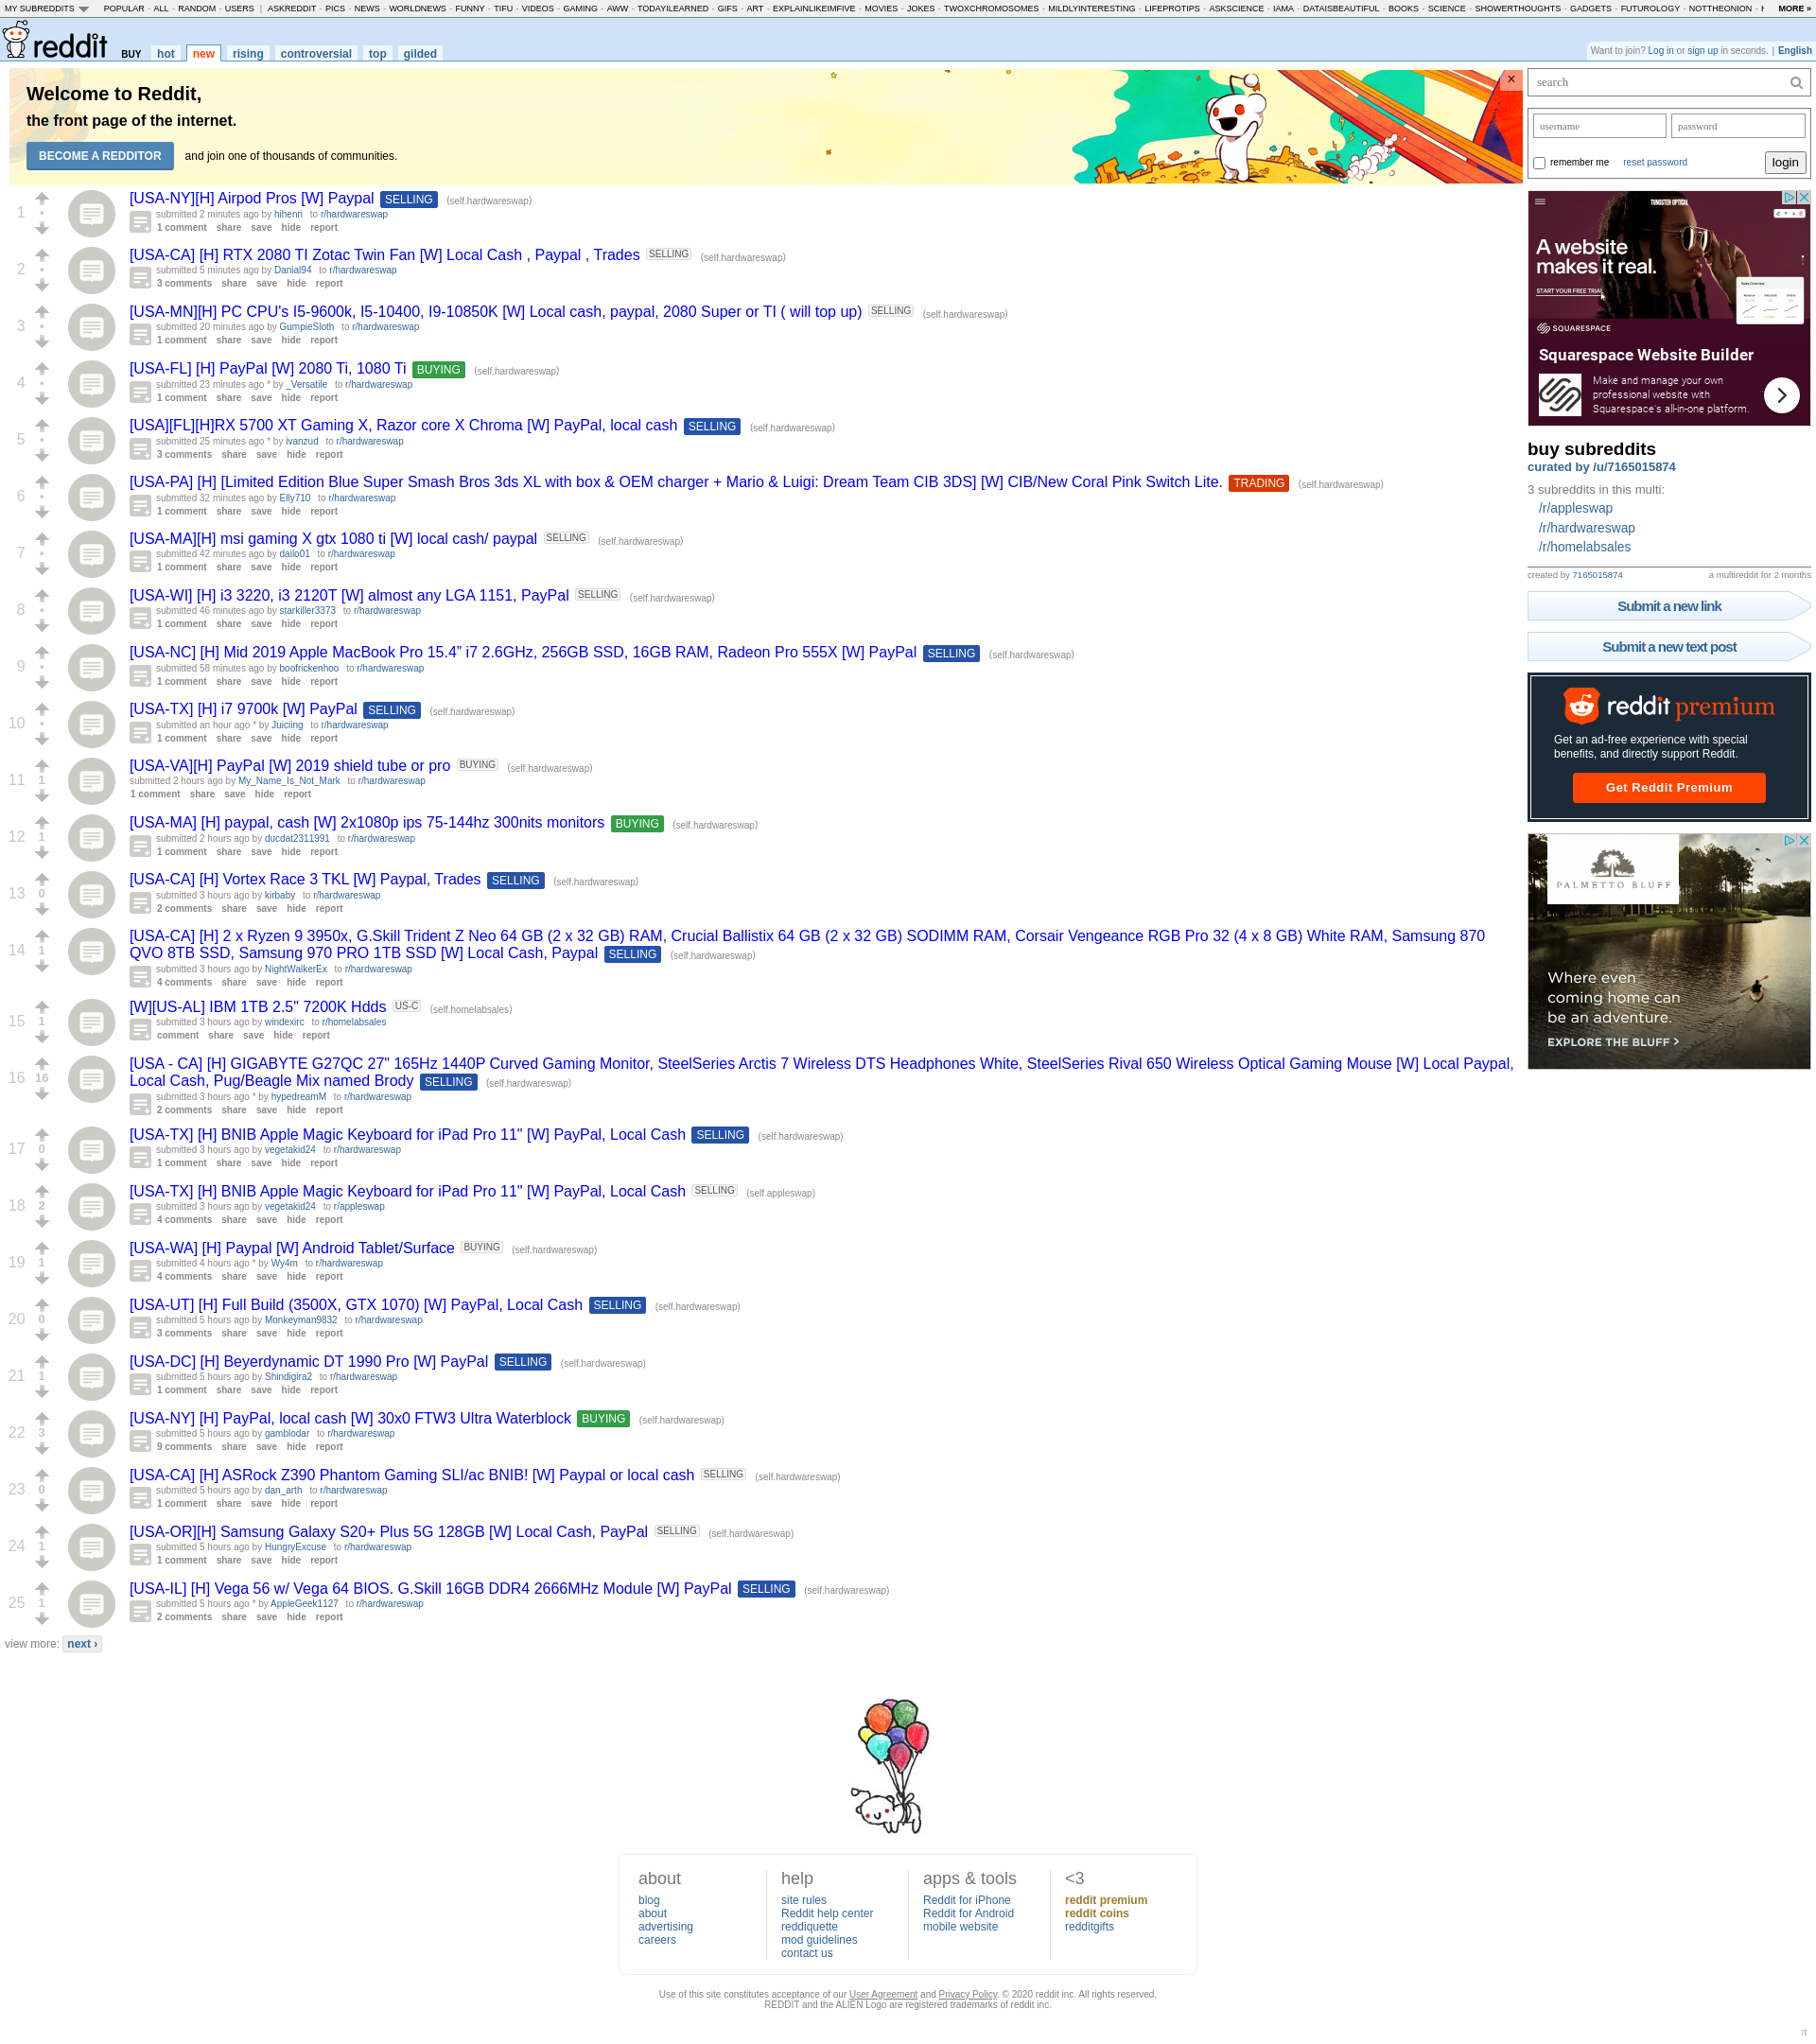 MY SUBREDDITS POPULAR - ALL - RANDOM - USERS | ASKREDDIT - PICS - NEWS - WORLDNEWS - FUNNY - TIFU - VIDEOS - GAMING - AWW - TODAYILEARNED - GIFS - ART - EXPLAINLIKEIMFIVE - MOVIES - JOKES - TWOXCHROMOSOMES - MILDLYINTERESTING - LIFEPROTIPS - ASKSCIENCE - IAMA - DATAISBEAUTIFUL - BOOKS - SCIENCE - SHOWERTHOUGHTS - GADGETS - FUTUROLOGY - NOTTHEONION - MORE »
reddit BUY hot new rising controversial top gilded
Want to join? Log in or sign up in seconds. | English
Welcome to Reddit,
the front page of the internet.
BECOME A REDDITOR and join one of thousands of communities.
×
1
[USA-NY][H] Airpod Pros [W] Paypal SELLING (self.hardwareswap)
submitted 2 minutes ago by hihenri to r/hardwareswap
1 comment share save hide report
2
[USA-CA] [H] RTX 2080 TI Zotac Twin Fan [W] Local Cash , Paypal , Trades SELLING (self.hardwareswap)
submitted 5 minutes ago by Danial94 to r/hardwareswap
3 comments share save hide report
3
[USA-MN][H] PC CPU's I5-9600k, I5-10400, I9-10850K [W] Local cash, paypal, 2080 Super or TI ( will top up) SELLING (self.hardwareswap)
submitted 20 minutes ago by GumpieSloth to r/hardwareswap
1 comment share save hide report
4
[USA-FL] [H] PayPal [W] 2080 Ti, 1080 Ti BUYING (self.hardwareswap)
submitted 23 minutes ago * by _Versatile to r/hardwareswap
1 comment share save hide report
5
[USA][FL][H]RX 5700 XT Gaming X, Razor core X Chroma [W] PayPal, local cash SELLING (self.hardwareswap)
submitted 25 minutes ago * by ivanzud to r/hardwareswap
3 comments share save hide report
6
[USA-PA] [H] [Limited Edition Blue Super Smash Bros 3ds XL with box & OEM charger + Mario & Luigi: Dream Team CIB 3DS] [W] CIB/New Coral Pink Switch Lite. TRADING (self.hardwareswap)
submitted 32 minutes ago by Elly710 to r/hardwareswap
1 comment share save hide report
7
[USA-MA][H] msi gaming X gtx 1080 ti [W] local cash/ paypal SELLING (self.hardwareswap)
submitted 42 minutes ago by dailo01 to r/hardwareswap
1 comment share save hide report
8
[USA-WI] [H] i3 3220, i3 2120T [W] almost any LGA 1151, PayPal SELLING (self.hardwareswap)
submitted 46 minutes ago by starkiller3373 to r/hardwareswap
1 comment share save hide report
9
[USA-NC] [H] Mid 2019 Apple MacBook Pro 15.4” i7 2.6GHz, 256GB SSD, 16GB RAM, Radeon Pro 555X [W] PayPal SELLING (self.hardwareswap)
submitted 58 minutes ago by boofrickenhoo to r/hardwareswap
1 comment share save hide report
10
[USA-TX] [H] i7 9700k [W] PayPal SELLING (self.hardwareswap)
submitted an hour ago * by Juiciing to r/hardwareswap
1 comment share save hide report
11 1
[USA-VA][H] PayPal [W] 2019 shield tube or pro BUYING (self.hardwareswap)
submitted 2 hours ago by My_Name_Is_Not_Mark to r/hardwareswap
1 comment share save hide report
12 1
[USA-MA] [H] paypal, cash [W] 2x1080p ips 75-144hz 300nits monitors BUYING (self.hardwareswap)
submitted 2 hours ago by ducdat2311991 to r/hardwareswap
1 comment share save hide report
13 0
[USA-CA] [H] Vortex Race 3 TKL [W] Paypal, Trades SELLING (self.hardwareswap)
submitted 3 hours ago by kirbaby to r/hardwareswap
2 comments share save hide report
14 1
[USA-CA] [H] 2 x Ryzen 9 3950x, G.Skill Trident Z Neo 64 GB (2 x 32 GB) RAM, Crucial Ballistix 64 GB (2 x 32 GB) SODIMM RAM, Corsair Vengeance RGB Pro 32 (4 x 8 GB) White RAM, Samsung 870
QVO 8TB SSD, Samsung 970 PRO 1TB SSD [W] Local Cash, Paypal SELLING (self.hardwareswap)
submitted 3 hours ago by NightWalkerEx to r/hardwareswap
4 comments share save hide report
15 1
[W][US-AL] IBM 1TB 2.5" 7200K Hdds US-C (self.homelabsales)
submitted 3 hours ago by windexirc to r/homelabsales
comment share save hide report
16 16
[USA - CA] [H] GIGABYTE G27QC 27" 165Hz 1440P Curved Gaming Monitor, SteelSeries Arctis 7 Wireless DTS Headphones White, SteelSeries Rival 650 Wireless Optical Gaming Mouse [W] Local Paypal,
Local Cash, Pug/Beagle Mix named Brody SELLING (self.hardwareswap)
submitted 3 hours ago * by hypedreamM to r/hardwareswap
2 comments share save hide report
17 0
[USA-TX] [H] BNIB Apple Magic Keyboard for iPad Pro 11" [W] PayPal, Local Cash SELLING (self.hardwareswap)
submitted 3 hours ago by vegetakid24 to r/hardwareswap
1 comment share save hide report
18 2
[USA-TX] [H] BNIB Apple Magic Keyboard for iPad Pro 11" [W] PayPal, Local Cash SELLING (self.appleswap)
submitted 3 hours ago by vegetakid24 to r/appleswap
4 comments share save hide report
19 1
[USA-WA] [H] Paypal [W] Android Tablet/Surface BUYING (self.hardwareswap)
submitted 4 hours ago * by Wy4m to r/hardwareswap
4 comments share save hide report
20 0
[USA-UT] [H] Full Build (3500X, GTX 1070) [W] PayPal, Local Cash SELLING (self.hardwareswap)
submitted 5 hours ago by Monkeyman9832 to r/hardwareswap
3 comments share save hide report
21 1
[USA-DC] [H] Beyerdynamic DT 1990 Pro [W] PayPal SELLING (self.hardwareswap)
submitted 5 hours ago by Shindigira2 to r/hardwareswap
1 comment share save hide report
22 3
[USA-NY] [H] PayPal, local cash [W] 30x0 FTW3 Ultra Waterblock BUYING (self.hardwareswap)
submitted 5 hours ago by gamblodar to r/hardwareswap
9 comments share save hide report
23 0
[USA-CA] [H] ASRock Z390 Phantom Gaming SLI/ac BNIB! [W] Paypal or local cash SELLING (self.hardwareswap)
submitted 5 hours ago by dan_arth to r/hardwareswap
1 comment share save hide report
24 1
[USA-OR][H] Samsung Galaxy S20+ Plus 5G 128GB [W] Local Cash, PayPal SELLING (self.hardwareswap)
submitted 5 hours ago by HungryExcuse to r/hardwareswap
1 comment share save hide report
25 1
[USA-IL] [H] Vega 56 w/ Vega 64 BIOS. G.Skill 16GB DDR4 2666MHz Module [W] PayPal SELLING (self.hardwareswap)
submitted 5 hours ago * by AppleGeek1127 to r/hardwareswap
2 comments share save hide report
view more: next ›
search
username password
remember me reset password login
TUNGSTEN OPTICAL
A website
makes it real.
START YOUR FREE TRIAL
SQUARESPACE
Squarespace Website Builder
Make and manage your own
professional website with
Squarespace's all-in-one platform.
buy subreddits
curated by /u/7165015874
3 subreddits in this multi:
/r/appleswap
/r/hardwareswap
/r/homelabsales
created by 7165015874 a multireddit for 2 months
Submit a new link
Submit a new text post
reddit premium
Get an ad-free experience with special
benefits, and directly support Reddit.
Get Reddit Premium
PALMETTO BLUFF
Where even
coming home can
be an adventure.
EXPLORE THE BLUFF >
about
blog
about
advertising
careers
help
site rules
Reddit help center
reddiquette
mod guidelines
contact us
apps & tools
Reddit for iPhone
Reddit for Android
mobile website
<3
reddit premium
reddit coins
redditgifts
Use of this site constitutes acceptance of our User Agreement and Privacy Policy. © 2020 reddit inc. All rights reserved.
REDDIT and the ALIEN Logo are registered trademarks of reddit inc.
π